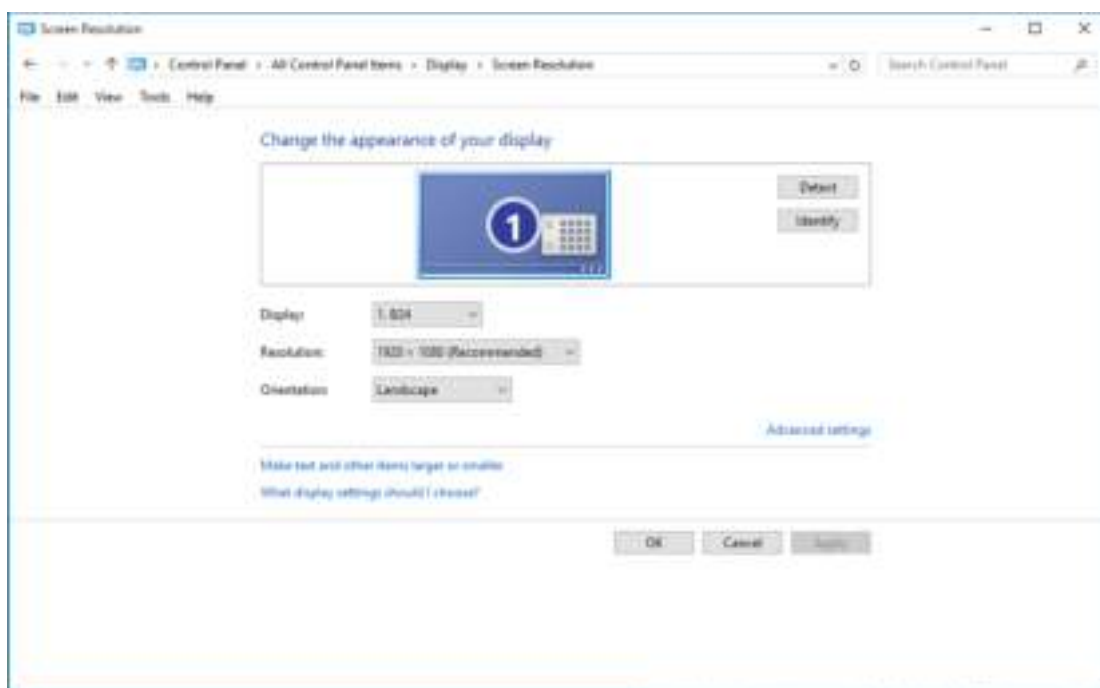 Screen Resolution
Control Panel › All Control Panel Items › Display › Screen Resolution
Search Control Panel
File Edit View Tools Help
Change the appearance of your display
1
Detect
Identify
Display:
Resolution: 1920 × 1080 (Recommended)
Orientation: Landscape
Advanced settings
Make text and other items larger or smaller
What display settings should I choose?
OK Cancel Apply